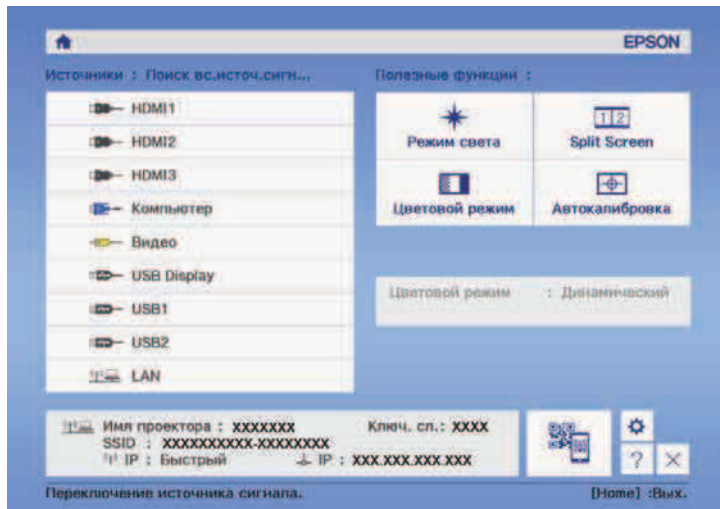 EPSON
Источники : Поиск вс.источ.сигн...
HDMI1
HDMI2
HDMI3
Компьютер
Видео
USB Display
USB1
USB2
LAN
Полезные функции :
Режим света
1 2
Split Screen
Цветовой режим
Автокалибровка
Цветовой режим : Динамический
Имя проектора : XXXXXXX Ключ. сл.: XXXX
SSID : XXXXXXXXXX-XXXXXXXX
IP : Быстрый IP : XXX.XXX.XXX.XXX
?
Переключение источника сигнала.
[Home] :Вых.